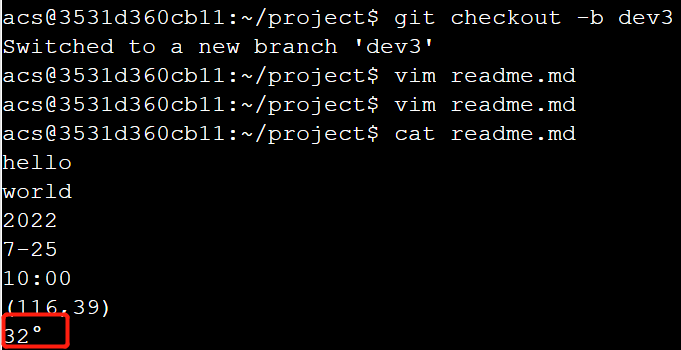 acs@3531d360cb11:~/project$ git checkout -b dev3
Switched to a new branch 'dev3'
acs@3531d360cb11:~/project$ vim readme.md
acs@3531d360cb11:~/project$ vim readme.md
acs@3531d360cb11:~/project$ cat readme.md
hello
world
2022
7-25
10:00
(116,39)
32°